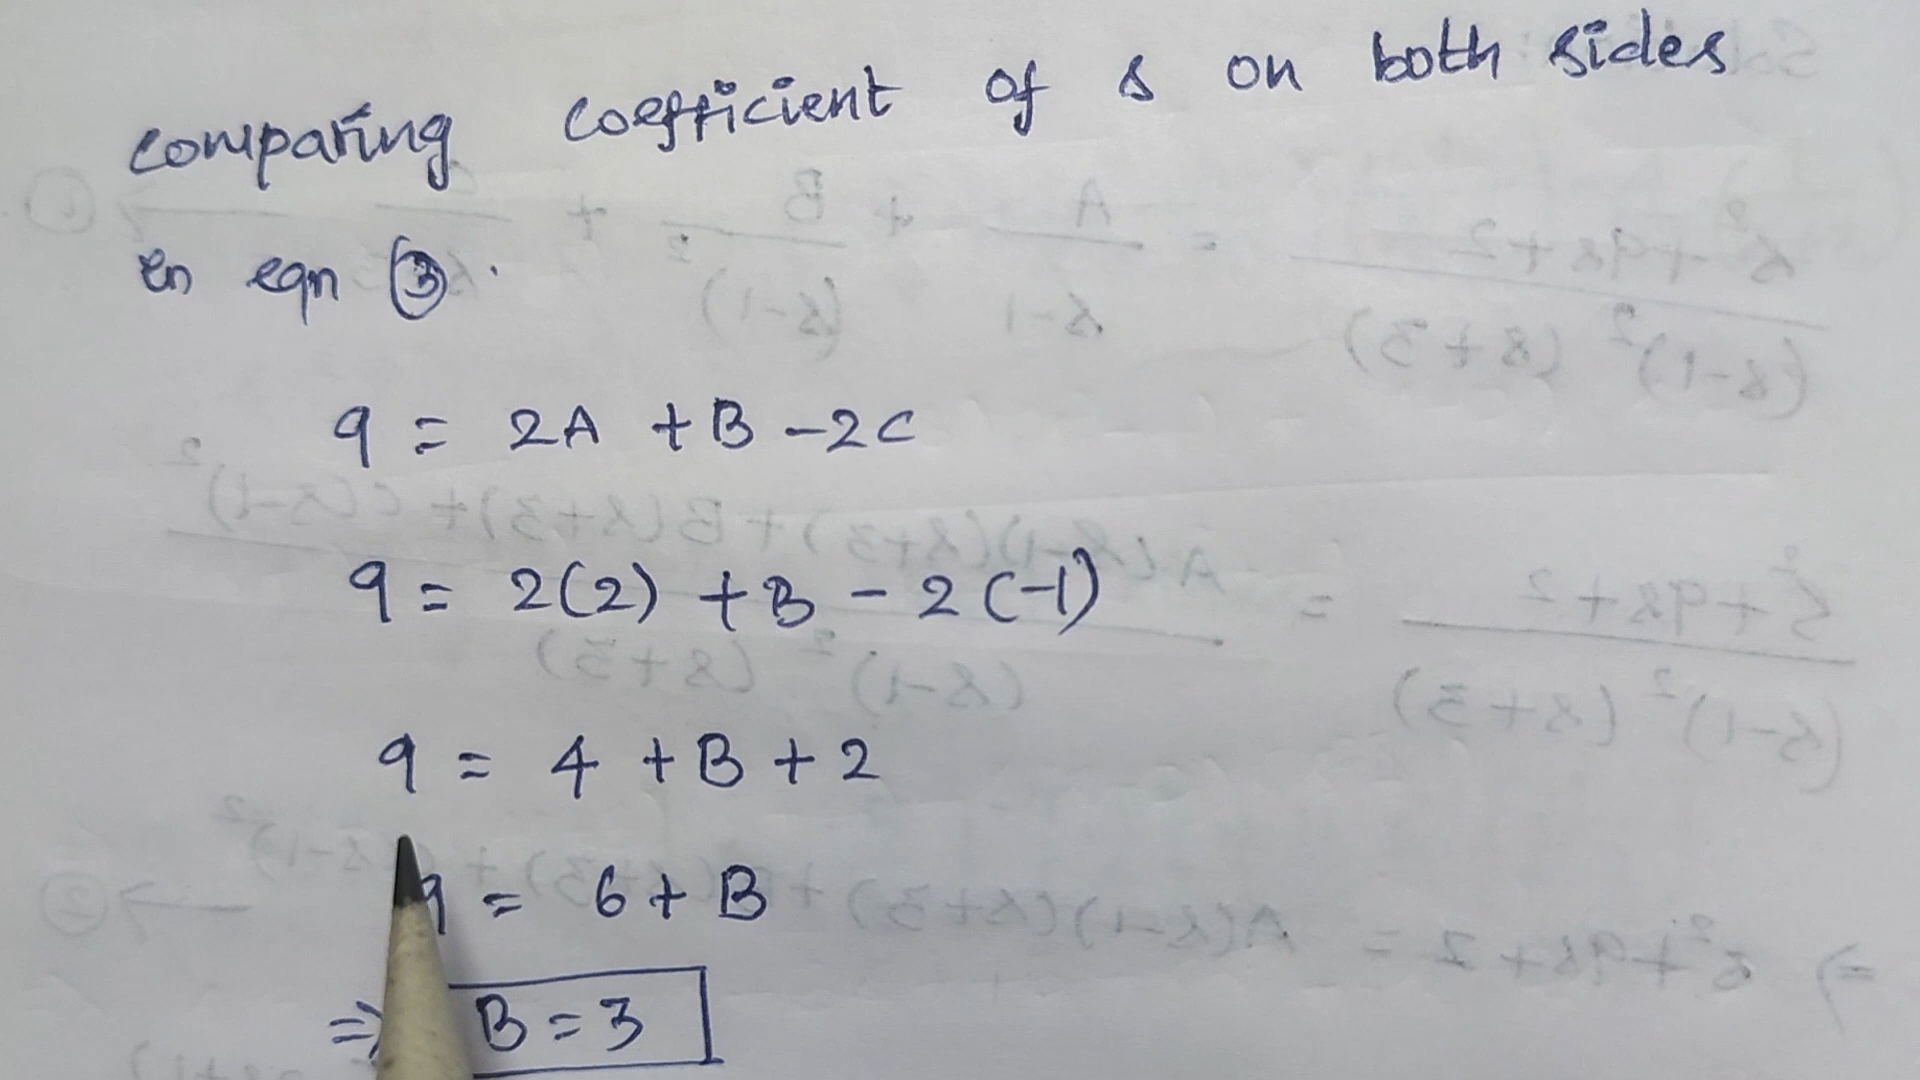 comparing coefficient of s on both sides
in eqn ③.
9 = 2A + B - 2C
9 = 2(2) + B - 2(-1)
9 = 4 + B + 2
9 = 6 + B
⇒ B = 3